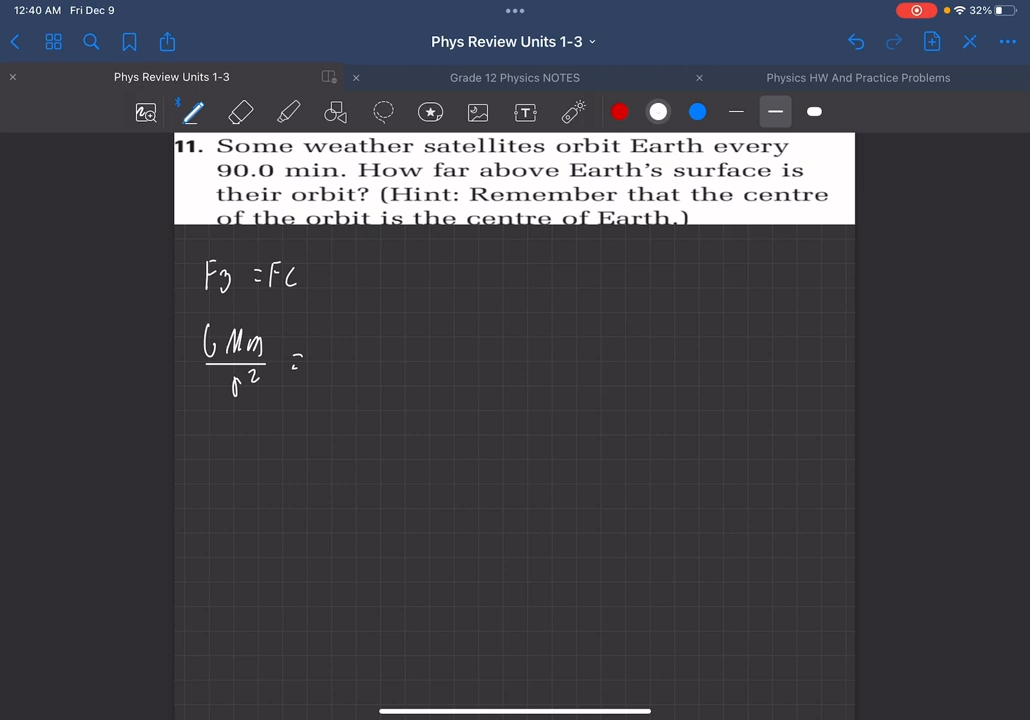 12:40 AM Fri Dec 9
32%
Phys Review Units 1-3
Phys Review Units 1-3
Grade 12 Physics NOTES
Physics HW And Practice Problems
T
11. Some weather satellites orbit Earth every
90.0 min. How far above Earth's surface is
their orbit? (Hint: Remember that the centre
of the orbit is the centre of Earth.)
Fg = Fc
GMm
r² =